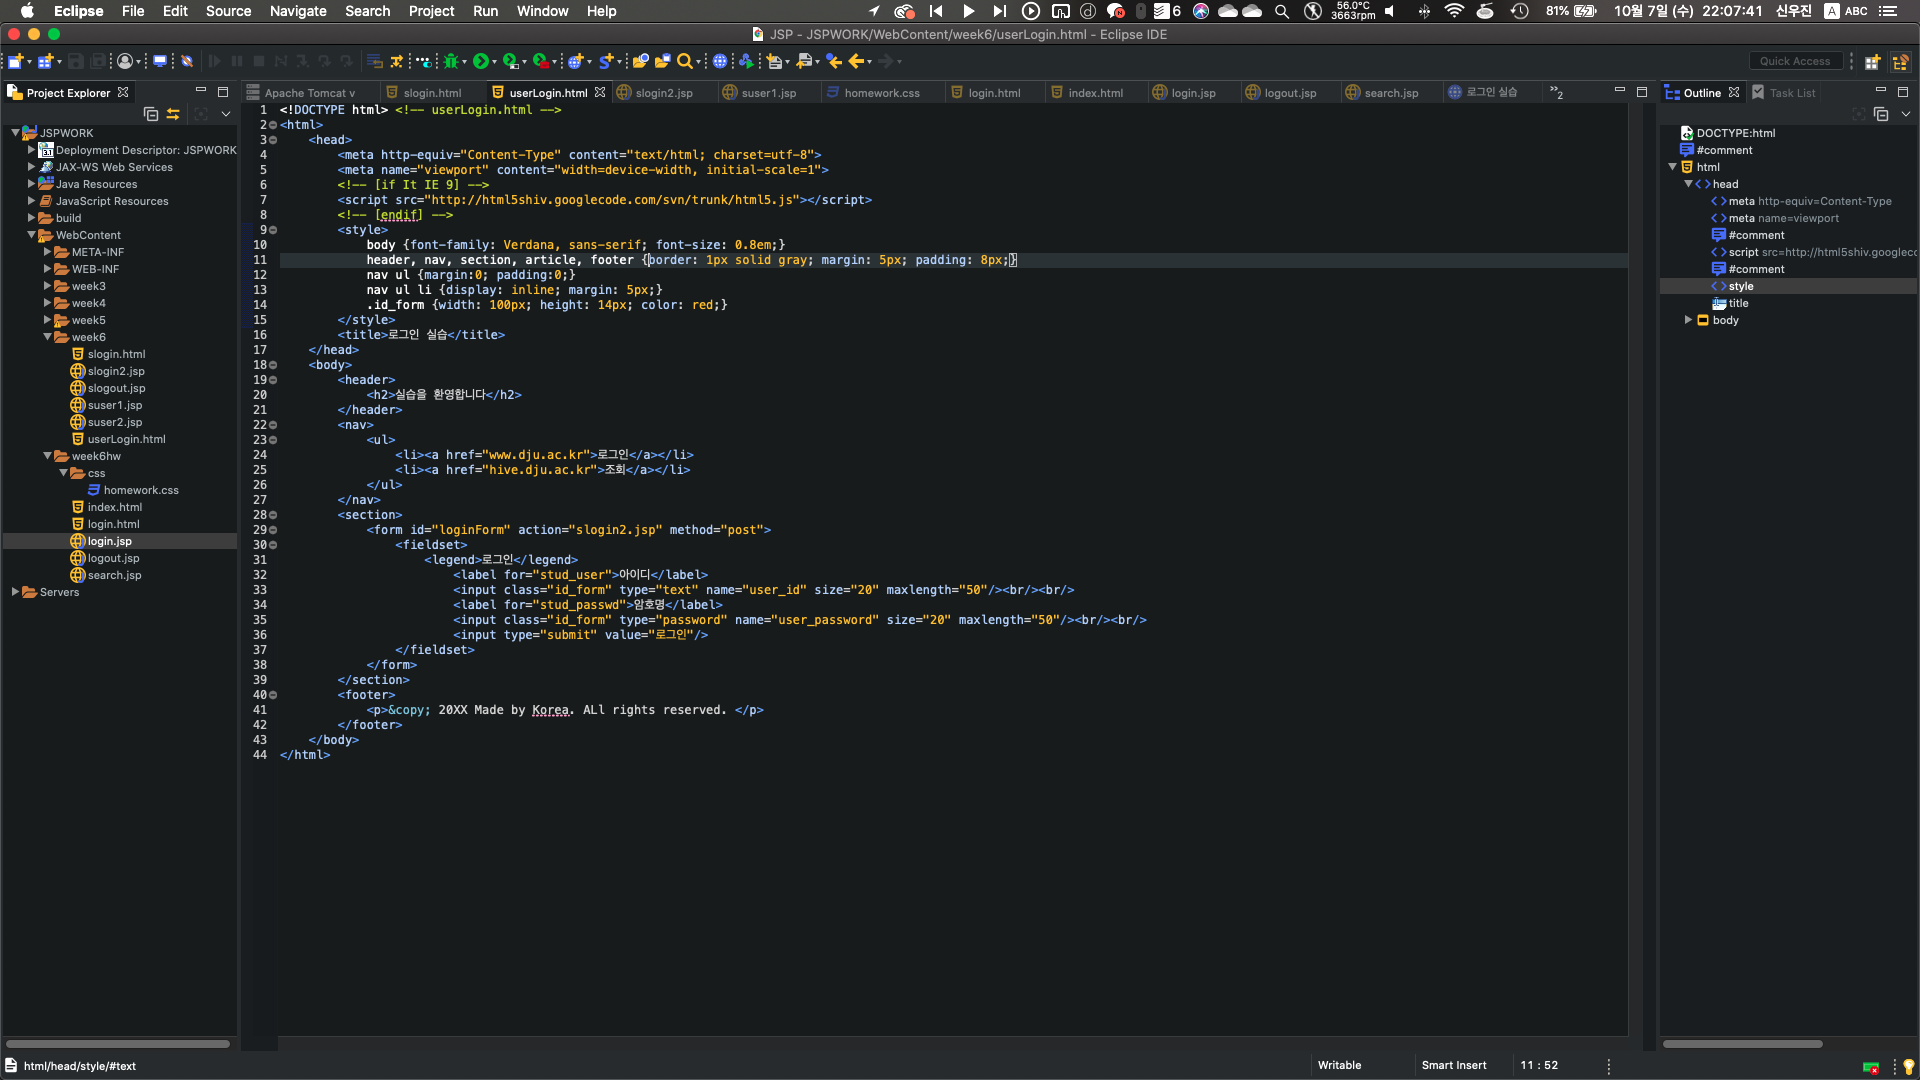 Eclipse File Edit Source Navigate Search Project Run Window Help 6 56.0°C 3663rpm 81% 10월 7일 (수) 22:07:41 신우진 A ABC
JSP - JSPWORK/WebContent/week6/userLogin.html - Eclipse IDE
Quick Access
Project Explorer
JSPWORK
Deployment Descriptor: JSPWORK
JAX-WS Web Services
Java Resources
JavaScript Resources
build
WebContent
META-INF
WEB-INF
week3
week4
week5
week6
slogin.html
slogin2.jsp
slogout.jsp
suser1.jsp
suser2.jsp
userLogin.html
week6hw
css
homework.css
index.html
login.html
login.jsp
logout.jsp
search.jsp
Servers
Apache Tomcat v slogin.html userLogin.html slogin2.jsp suser1.jsp homework.css login.html index.html login.jsp logout.jsp search.jsp 로그인 실습 »2
1 <!DOCTYPE html> <!-- userLogin.html -->
2 <html>
3 <head>
4 <meta http-equiv="Content-Type" content="text/html; charset=utf-8">
5 <meta name="viewport" content="width=device-width, initial-scale=1">
6 <!-- [if It IE 9] -->
7 <script src="http://html5shiv.googlecode.com/svn/trunk/html5.js"></script>
8 <!-- [endif] -->
9 <style>
10 body {font-family: Verdana, sans-serif; font-size: 0.8em;}
11 header, nav, section, article, footer {border: 1px solid gray; margin: 5px; padding: 8px;}
12 nav ul {margin:0; padding:0;}
13 nav ul li {display: inline; margin: 5px;}
14 .id_form {width: 100px; height: 14px; color: red;}
15 </style>
16 <title>로그인 실습</title>
17 </head>
18 <body>
19 <header>
20 <h2>실습을 환영합니다</h2>
21 </header>
22 <nav>
23 <ul>
24 <li><a href="www.dju.ac.kr">로그인</a></li>
25 <li><a href="hive.dju.ac.kr">조회</a></li>
26 </ul>
27 </nav>
28 <section>
29 <form id="loginForm" action="slogin2.jsp" method="post">
30 <fieldset>
31 <legend>로그인</legend>
32 <label for="stud_user">아이디</label>
33 <input class="id_form" type="text" name="user_id" size="20" maxlength="50"/><br/><br/>
34 <label for="stud_passwd">암호명</label>
35 <input class="id_form" type="password" name="user_password" size="20" maxlength="50"/><br/><br/>
36 <input type="submit" value="로그인"/>
37 </fieldset>
38 </form>
39 </section>
40 <footer>
41 <p>&copy; 20XX Made by Korea. ALl rights reserved. </p>
42 </footer>
43 </body>
44 </html>
Outline Task List
DOCTYPE:html
#comment
html
head
meta http-equiv=Content-Type
meta name=viewport
#comment
script src=http://html5shiv.googlec
#comment
style
title
body
html/head/style/#text Writable Smart Insert 11 : 52